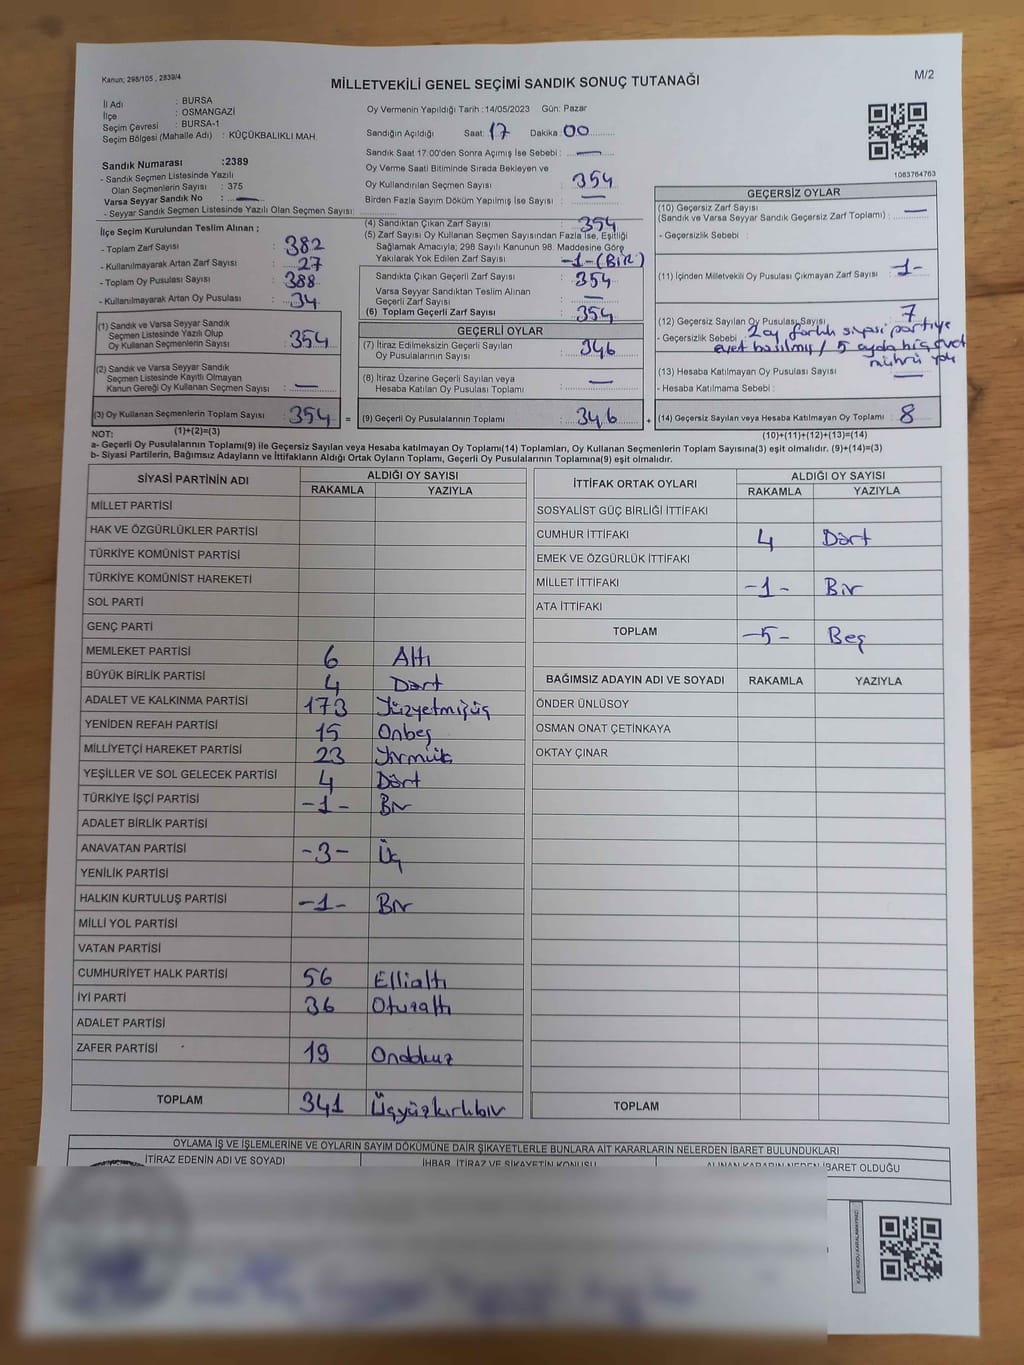 Kanun; 298/105 , 2839/4
MİLLETVEKİLİ GENEL SEÇİMİ SANDIK SONUÇ TUTANAĞI
M/2
İl Adı : BURSA
İlçe : OSMANGAZİ
Seçim Çevresi : BURSA-1
Seçim Bölgesi (Mahalle Adı) : KÜÇÜKBALIKLI MAH.
Sandık Numarası :2389
- Sandık Seçmen Listesinde Yazılı
Olan Seçmenlerin Sayısı : 375
Varsa Seyyar Sandık No : —
- Seyyar Sandık Seçmen Listesinde Yazılı Olan Seçmen Sayısı:
Oy Vermenin Yapıldığı Tarih :14/05/2023 Gün: Pazar
Sandığın Açıldığı Saat: 17 Dakika: 00
Sandık Saat 17:00'den Sonra Açımış İse Sebebi : —
Oy Verme Saati Bitiminde Sırada Bekleyen ve
Oy Kullandırılan Seçmen Sayısı : 354
Birden Fazla Sayım Döküm Yapılmış İse Sayısı : —
1083764763
İlçe Seçim Kurulundan Teslim Alınan ;
- Toplam Zarf Sayısı : 382
- Kullanılmayarak Artan Zarf Sayısı : 27
- Toplam Oy Pusulası Sayısı : 388
- Kullanılmayarak Artan Oy Pusulası : 34
(4) Sandıktan Çıkan Zarf Sayısı : 354
(5) Zarf Sayısı Oy Kullanan Seçmen Sayısından Fazla İse, Eşitliği
Sağlamak Amacıyla; 298 Sayılı Kanunun 98. Maddesine Göre
Yakılarak Yok Edilen Zarf Sayısı : -1-(BİR)
Sandıkta Çıkan Geçerli Zarf Sayısı : 354
Varsa Seyyar Sandıktan Teslim Alınan
Geçerli Zarf Sayısı : —
(6) Toplam Geçerli Zarf Sayısı : 354
GEÇERSİZ OYLAR
(10) Geçersiz Zarf Sayısı
(Sandık ve Varsa Seyyar Sandık Geçersiz Zarf Toplamı) : —
- Geçersizlik Sebebi :
(11) İçinden Milletvekili Oy Pusulası Çıkmayan Zarf Sayısı : -1-
(12) Geçersiz Sayılan Oy Pusulası Sayısı : 7
- Geçersizlik Sebebi : 2 oy farklı siyasi partiye
evet basılmış / 5 oyda hiç evet
mührü yok
(13) Hesaba Katılmayan Oy Pusulası Sayısı : —
- Hesaba Katılmama Sebebi :
(1) Sandık ve Varsa Seyyar Sandık
Seçmen Listesinde Yazılı Olup
Oy Kullanan Seçmenlerin Sayısı : 354
(2) Sandık ve Varsa Seyyar Sandık
Seçmen Listesinde Kayıtlı Olmayan
Kanun Gereği Oy Kullanan Seçmen Sayısı : —
GEÇERLİ OYLAR
(7) İtiraz Edilmeksizin Geçerli Sayılan
Oy Pusulalarının Sayısı : 346
(8) İtiraz Üzerine Geçerli Sayılan veya
Hesaba Katılan Oy Pusulası Toplamı : —
(3) Oy Kullanan Seçmenlerin Toplam Sayısı : 354 = (9) Geçerli Oy Pusulalarının Toplamı : 346 + (14) Geçersiz Sayılan veya Hesaba Katılmayan Oy Toplamı : 8
NOT: (1)+(2)=(3) (10)+(11)+(12)+(13)=(14)
a- Geçerli Oy Pusulalarının Toplamı(9) ile Geçersiz Sayılan veya Hesaba katılmayan Oy Toplamı(14) Toplamları, Oy Kullanan Seçmenlerin Toplam Sayısına(3) eşit olmalıdır. (9)+(14)=(3)
b- Siyasi Partilerin, Bağımsız Adayların ve İttifakların Aldığı Ortak Oyların Toplamı, Geçerli Oy Pusulalarının Toplamına(9) eşit olmalıdır.
SİYASİ PARTİNİN ADI ALDIĞI OY SAYISI
RAKAMLA YAZIYLA
MİLLET PARTİSİ
HAK VE ÖZGÜRLÜKLER PARTİSİ
TÜRKİYE KOMÜNİST PARTİSİ
TÜRKİYE KOMÜNİST HAREKETİ
SOL PARTİ
GENÇ PARTİ
MEMLEKET PARTİSİ 6 Altı
BÜYÜK BİRLİK PARTİSİ 4 Dört
ADALET VE KALKINMA PARTİSİ 173 Yüzyetmişüç
YENİDEN REFAH PARTİSİ 15 Onbeş
MİLLİYETÇİ HAREKET PARTİSİ 23 Yirmiüç
YEŞİLLER VE SOL GELECEK PARTİSİ 4 Dört
TÜRKİYE İŞÇİ PARTİSİ -1- Bir
ADALET BİRLİK PARTİSİ
ANAVATAN PARTİSİ -3- Üç
YENİLİK PARTİSİ
HALKIN KURTULUŞ PARTİSİ -1- Bir
MİLLİ YOL PARTİSİ
VATAN PARTİSİ
CUMHURİYET HALK PARTİSİ 56 Ellialtı
İYİ PARTİ 36 Otuzaltı
ADALET PARTİSİ
ZAFER PARTİSİ 19 Ondokuz
TOPLAM 341 Üçyüzkırkbir
İTTİFAK ORTAK OYLARI ALDIĞI OY SAYISI
RAKAMLA YAZIYLA
SOSYALİST GÜÇ BİRLİĞİ İTTİFAKI
CUMHUR İTTİFAKI 4 Dört
EMEK VE ÖZGÜRLÜK İTTİFAKI
MİLLET İTTİFAKI -1- Bir
ATA İTTİFAKI
TOPLAM -5- Beş
BAĞIMSIZ ADAYIN ADI VE SOYADI RAKAMLA YAZIYLA
ÖNDER ÜNLÜSOY
OSMAN ONAT ÇETİNKAYA
OKTAY ÇINAR
TOPLAM
OYLAMA İŞ VE İŞLEMLERİNE VE OYLARIN SAYIM DÖKÜMÜNE DAİR ŞİKAYETLERLE BUNLARA AİT KARARLARIN NELERDEN İBARET BULUNDUKLARI
İTİRAZ EDENİN ADI VE SOYADI İHBAR, İTİRAZ VE ŞİKAYETİN KONUSU ALINAN KARARIN NEDEN İBARET OLDUĞU
KARE KODU KARALAMAYINIZ